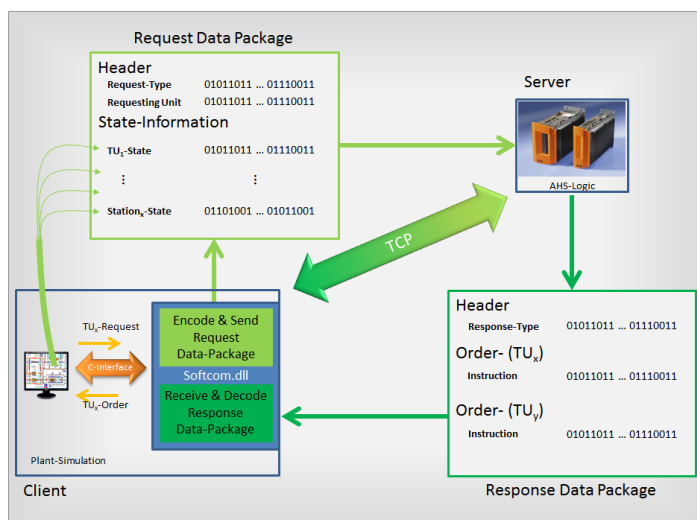 Request Data Package
Header
Request-Type 01011011 ... 01110011
Requesting Unit 01011011 ... 01110011
State-Information
TU1-State 01011011 ... 01110011
⋮ ⋮
Stationx-State 01101001 ... 01011001
Server
AHS-Logic
TCP
Header
Response-Type 01011011 ... 01110011
Order- (TUx)
Instruction 01011011 ... 01110011
Order- (TUy)
Instruction 01011011 ... 01110011
Response Data Package
TUx-Request
C-Interface
TUx-Order
Encode & Send
Request
Data-Package
Softcom.dll
Receive & Decode
Response
Data-Package
Plant-Simulation
Client